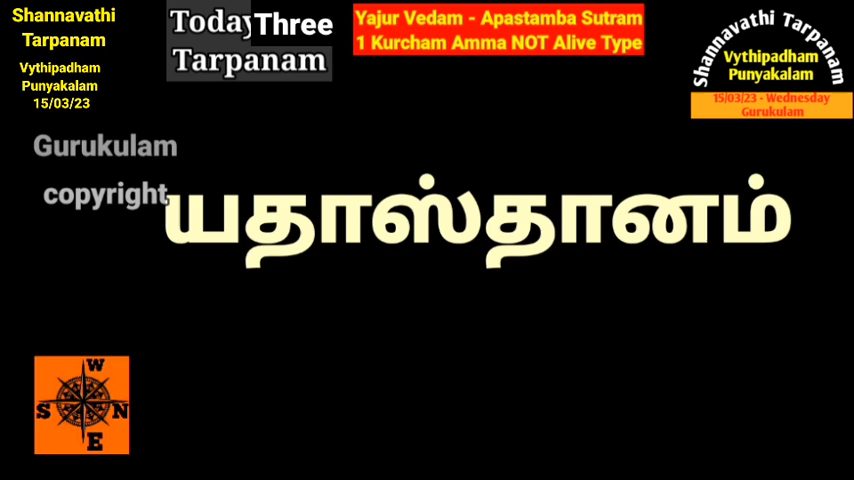 Shannavathi
Tarpanam
Vythipadham
Punyakalam
15/03/23
Today Three
Tarpanam
Yajur Vedam - Apastamba Sutram
1 Kurcham Amma NOT Alive Type
Shannavathi Tarpanam
Vythipadham
Punyakalam
15/03/23 - Wednesday
Gurukulam
Gurukulam
copyright
யதாஸ்தானம்
W
S N
E